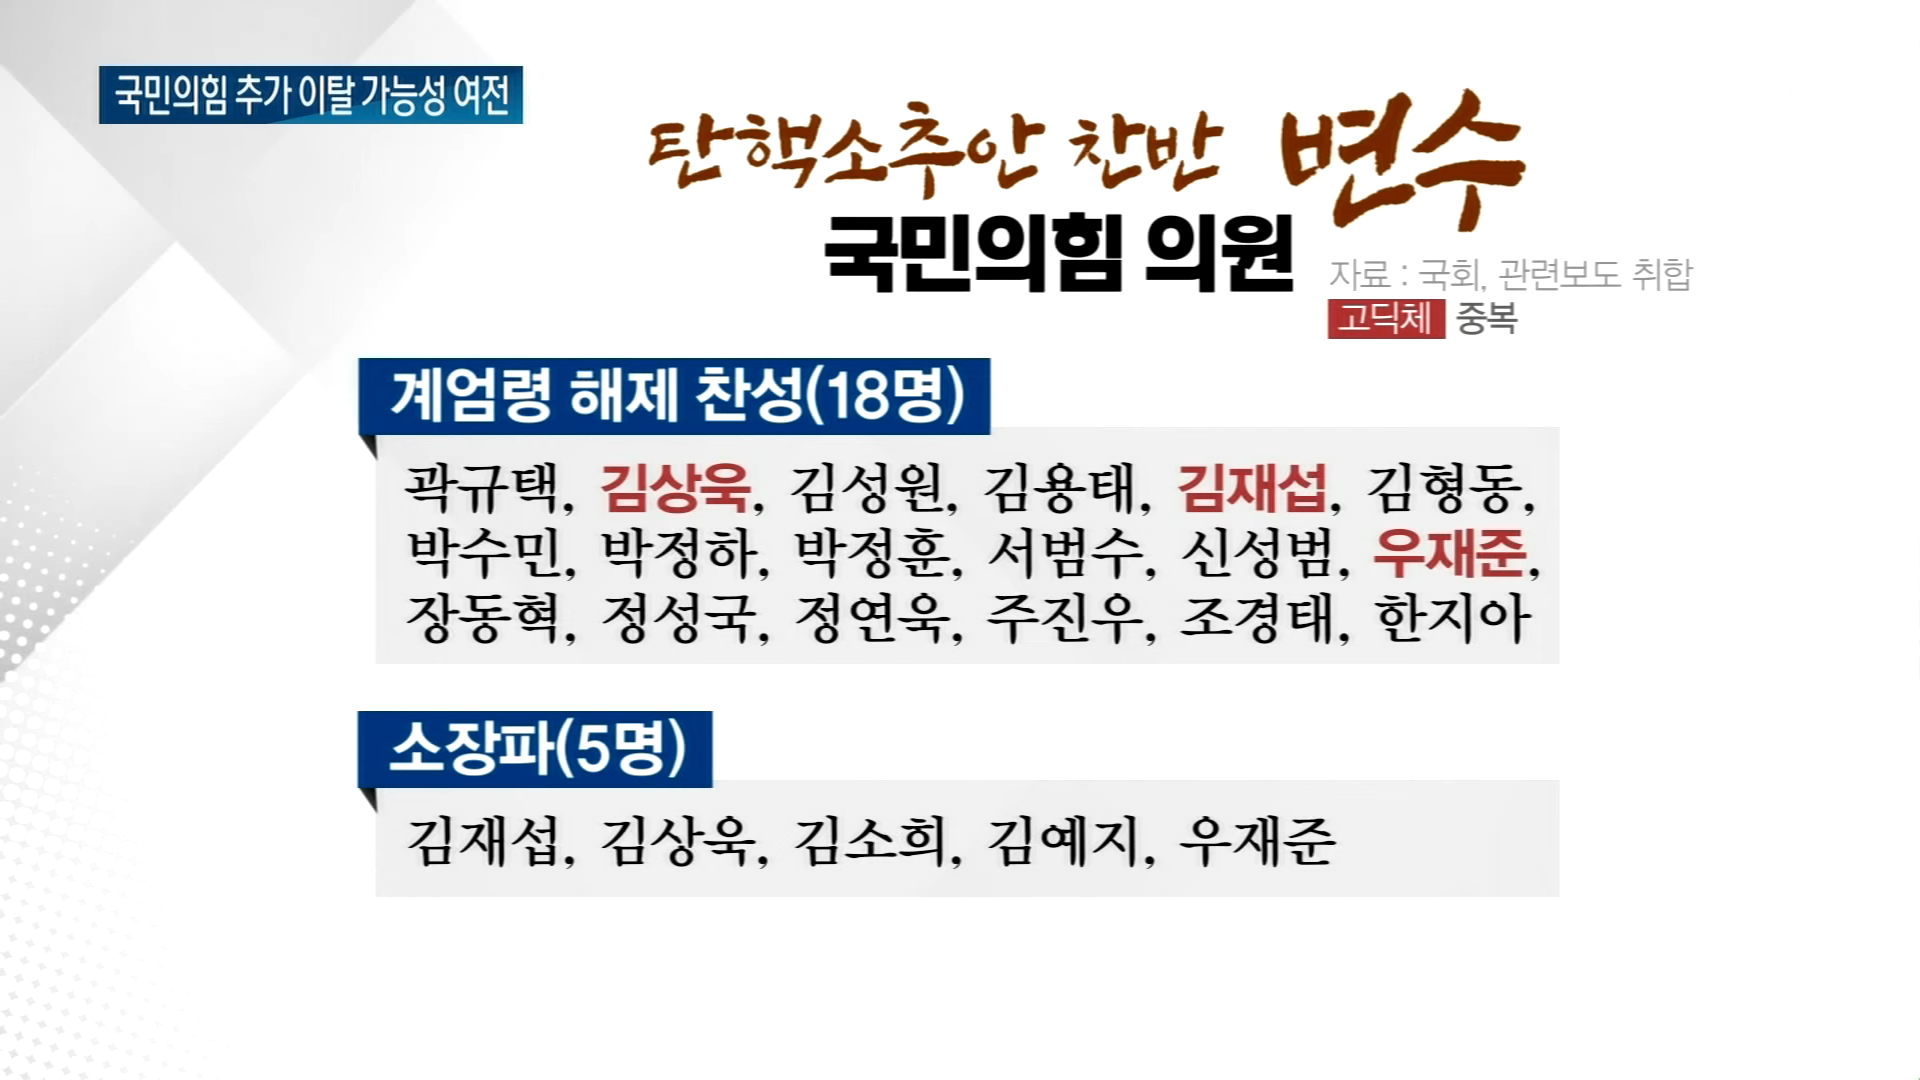 국민의힘 추가 이탈 가능성 여전
탄핵소추안 찬반 변수
국민의힘 의원
자료 : 국회, 관련보도 취합
고딕체 중복
계엄령 해제 찬성(18명)
곽규택, 김상욱, 김성원, 김용태, 김재섭, 김형동,
박수민, 박정하, 박정훈, 서범수, 신성범, 우재준,
장동혁, 정성국, 정연욱, 주진우, 조경태, 한지아
소장파(5명)
김재섭, 김상욱, 김소희, 김예지, 우재준